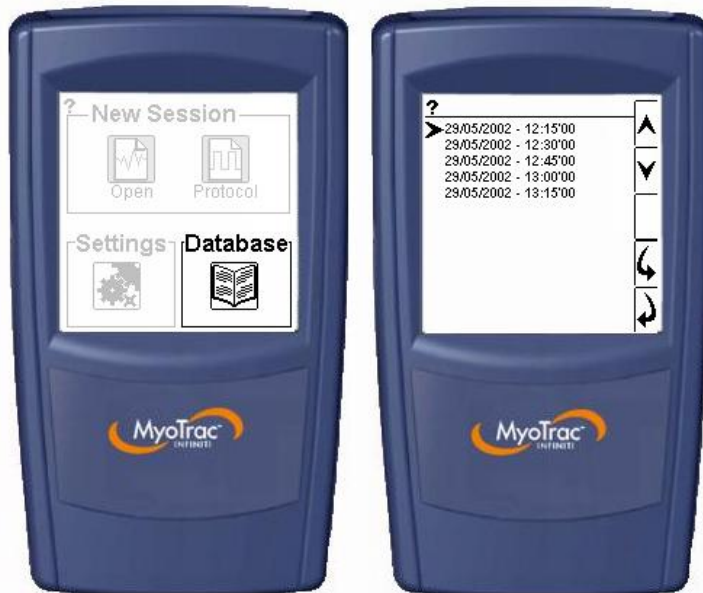 ?
New Session
Open Protocol
Settings Database
MyoTrac™
INFINITI
?
29/05/2002 - 12:15'00
29/05/2002 - 12:30'00
29/05/2002 - 12:45'00
29/05/2002 - 13:00'00
29/05/2002 - 13:15'00
MyoTrac™
INFINITI